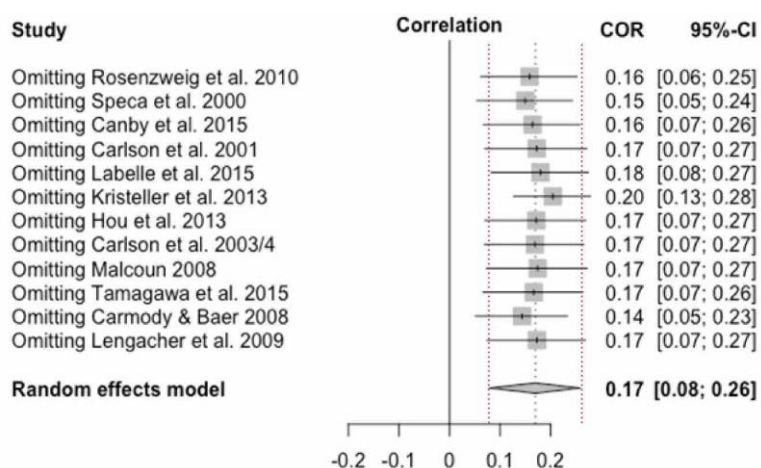 Study Correlation COR 95%-CI
Omitting Rosenzweig et al. 2010 0.16 [0.06; 0.25]
Omitting Speca et al. 2000 0.15 [0.05; 0.24]
Omitting Canby et al. 2015 0.16 [0.07; 0.26]
Omitting Carlson et al. 2001 0.17 [0.07; 0.27]
Omitting Labelle et al. 2015 0.18 [0.08; 0.27]
Omitting Kristeller et al. 2013 0.20 [0.13; 0.28]
Omitting Hou et al. 2013 0.17 [0.07; 0.27]
Omitting Carlson et al. 2003/4 0.17 [0.07; 0.27]
Omitting Malcoun 2008 0.17 [0.07; 0.27]
Omitting Tamagawa et al. 2015 0.17 [0.07; 0.26]
Omitting Carmody & Baer 2008 0.14 [0.05; 0.23]
Omitting Lengacher et al. 2009 0.17 [0.07; 0.27]
Random effects model 0.17 [0.08; 0.26]
-0.2 -0.1 0 0.1 0.2